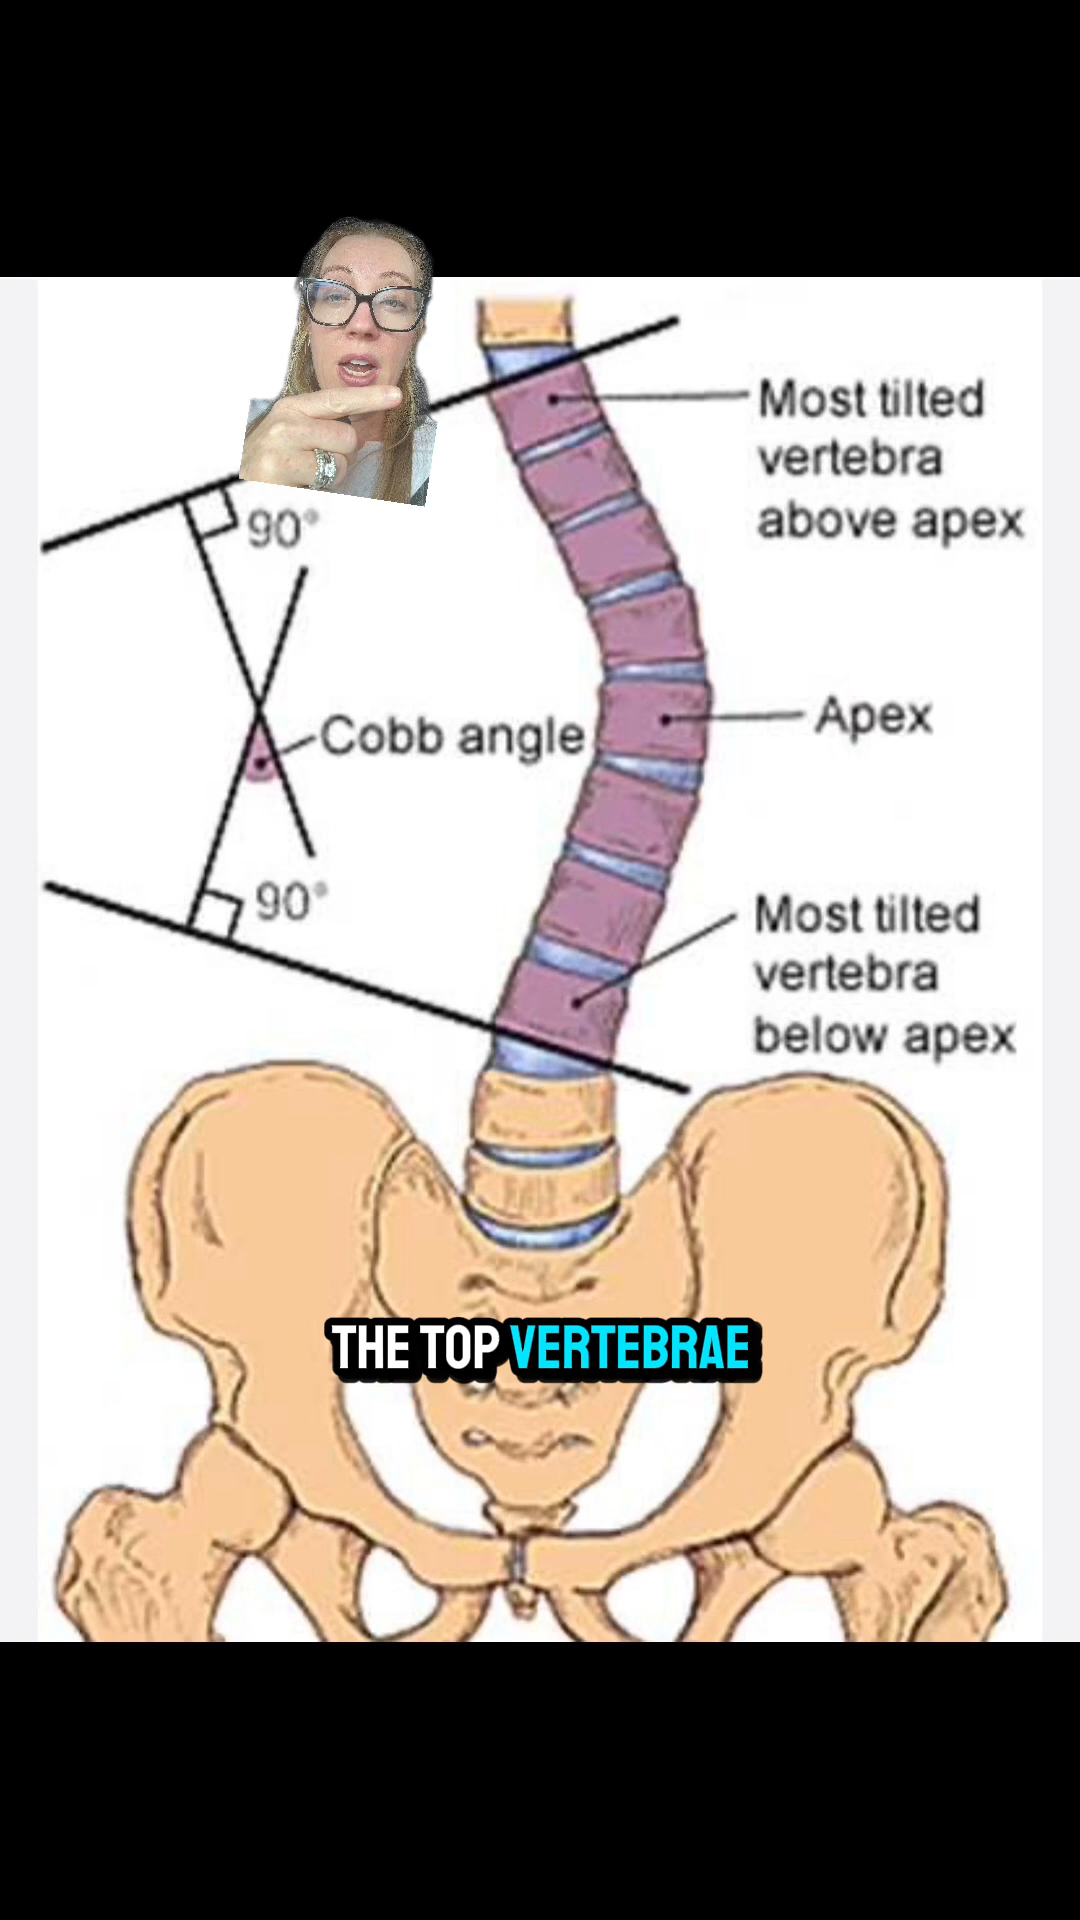 Most tilted
vertebra
above apex
90°
Cobb angle
Apex
90°
Most tilted
vertebra
below apex
THE TOP VERTEBRAE